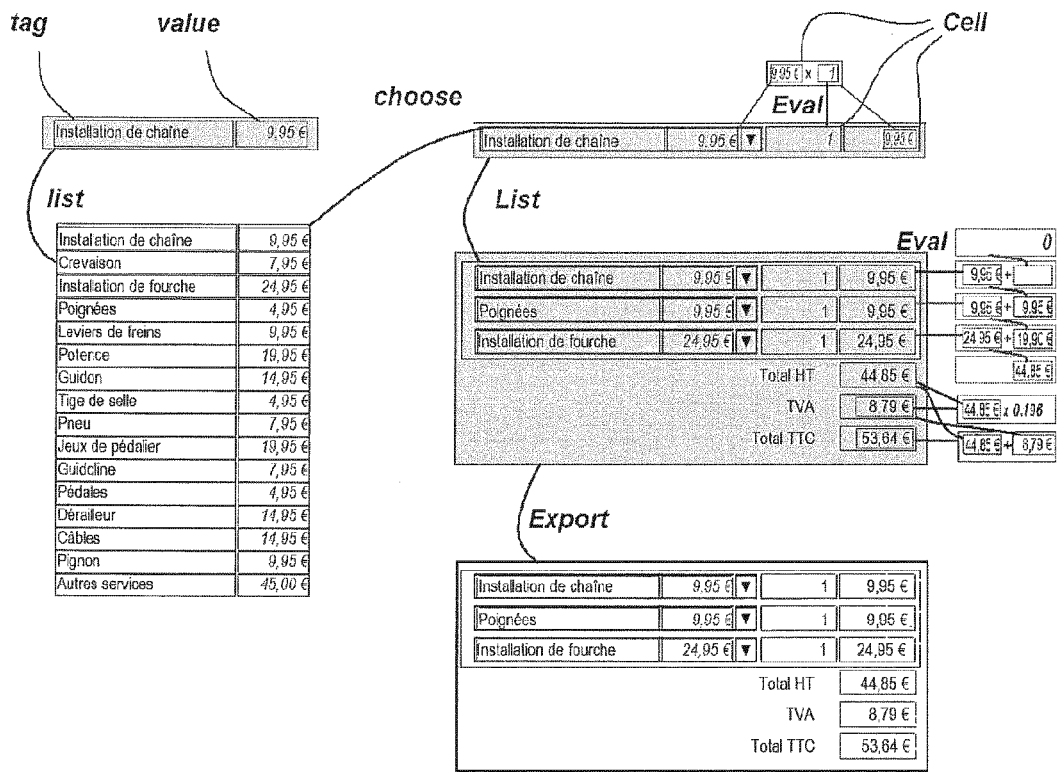 tag value Cell
9,95 € x 1
choose Eval
Installation de chaîne 9,95 €
Installation de chaîne 9,95 € ▼ 1 9,95 €
list List
Instalation de chaîne 9,95 €
Crevaison 7,95 €
Installation de fourche 24,95 €
Poignées 4,95 €
Leviers de freins 9,95 €
Potence 19,95 €
Guidon 14,95 €
Tige de selle 4,95 €
Pneu 7,95 €
Jeux de pédalier 19,95 €
Guidoline 7,95 €
Pédales 4,95 €
Dérailleur 14,95 €
Câbles 14,95 €
Pignon 9,95 €
Autres services 45,00 €
Eval 0
Installation de chaîne 9,95 € ▼ 1 9,95 € 9,95 € +
Poignées 9,95 € ▼ 1 9,95 € 9,95 € + 9,95 €
Installation de fourche 24,95 € ▼ 1 24,95 € 24,95 € + 19,90 €
Total HT 44,85 € 44,85 €
TVA 8,79 € 44,85 € x 0.196
Total TTC 53,64 € 44,85 € + 8,79 €
Export
Installation de chaîne 9,95 € ▼ 1 9,95 €
Poignées 9,95 € ▼ 1 9,95 €
Installation de fourche 24,95 € ▼ 1 24,95 €
Total HT 44,85 €
TVA 8,79 €
Total TTC 53,64 €